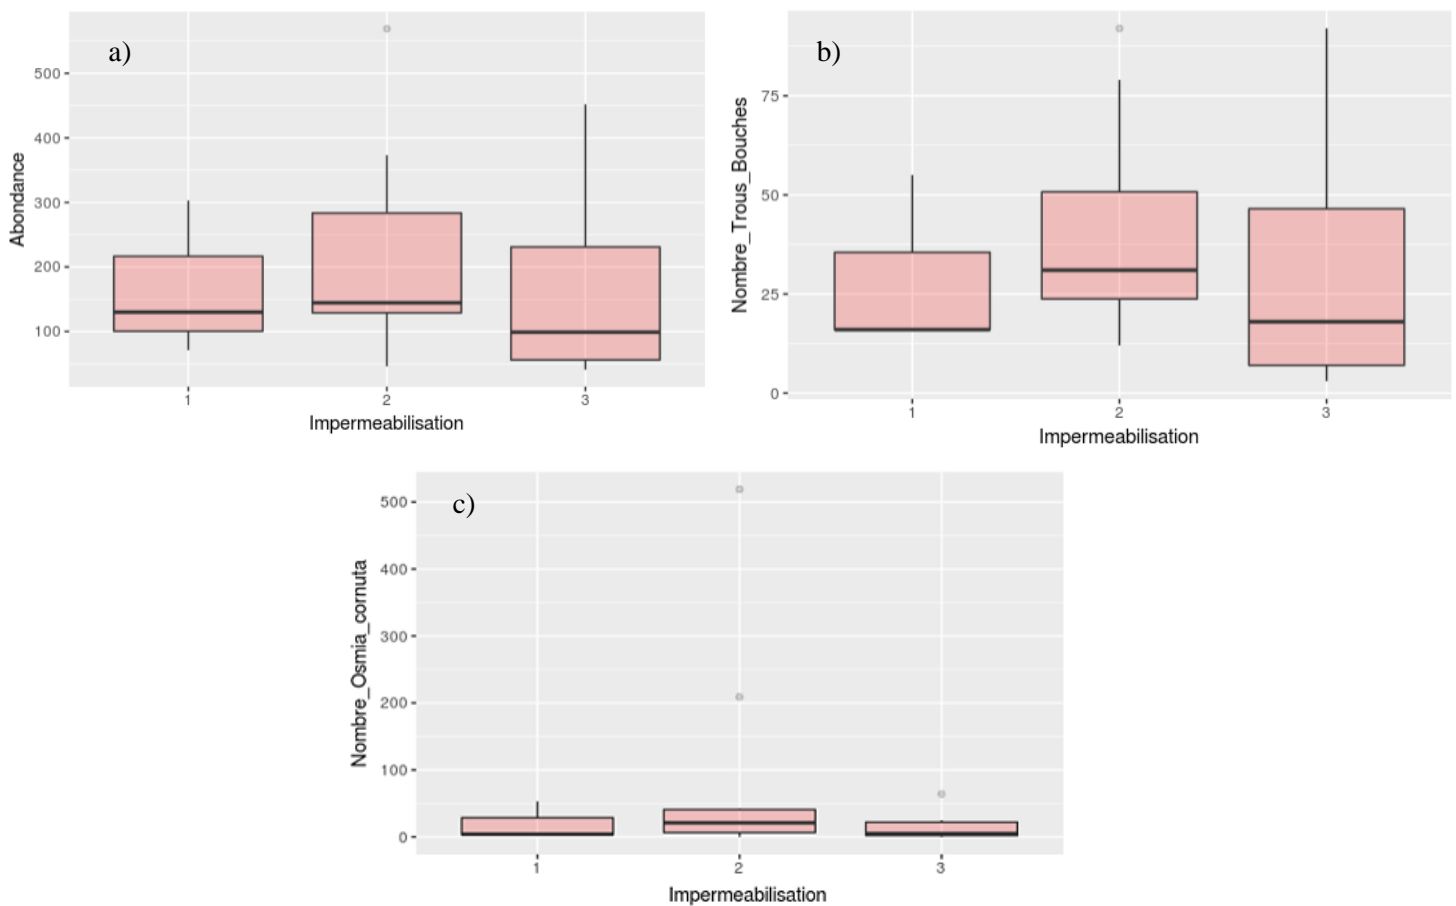 a)
500
400
300
200
100
Abondance
1 2 3
Impermeabilisation
b)
75
50
25
0
Nombre_Trous_Bouches
1 2 3
Impermeabilisation
c)
500
400
300
200
100
0
Nombre_Osmia_cornuta
1 2 3
Impermeabilisation